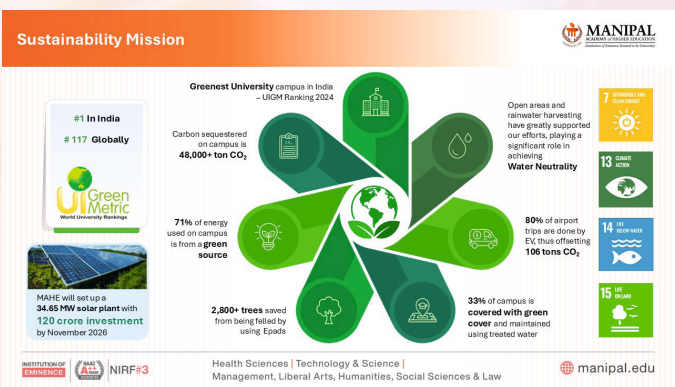 Sustainability Mission
MANIPAL
ACADEMY of HIGHER EDUCATION
(Institution of Eminence Deemed to be University)
#1 In India
# 117 Globally
UI Green
Metric
World University Rankings
MAHE will set up a
34.65 MW solar plant with
120 crore investment
by November 2026
Greenest University campus in India
– UIGM Ranking 2024
Carbon sequestered
on campus is
48,000+ ton CO₂
71% of energy
used on campus
is from a green
source
2,800+ trees saved
from being felled by
using Epads
Open areas and
rainwater harvesting
have greatly supported
our efforts, playing a
significant role in
achieving
Water Neutrality
80% of airport
trips are done by
EV, thus offsetting
106 tons CO₂
33% of campus is
covered with green
cover and maintained
using treated water
CO₂
7 AFFORDABLE AND
CLEAN ENERGY
13 CLIMATE
ACTION
14 LIFE
BELOW WATER
15 LIFE
ON LAND
INSTITUTION OF
EMINENCE
NAAC
A++
NIRF#3
Health Sciences | Technology & Science |
Management, Liberal Arts, Humanities, Social Sciences & Law
manipal.edu